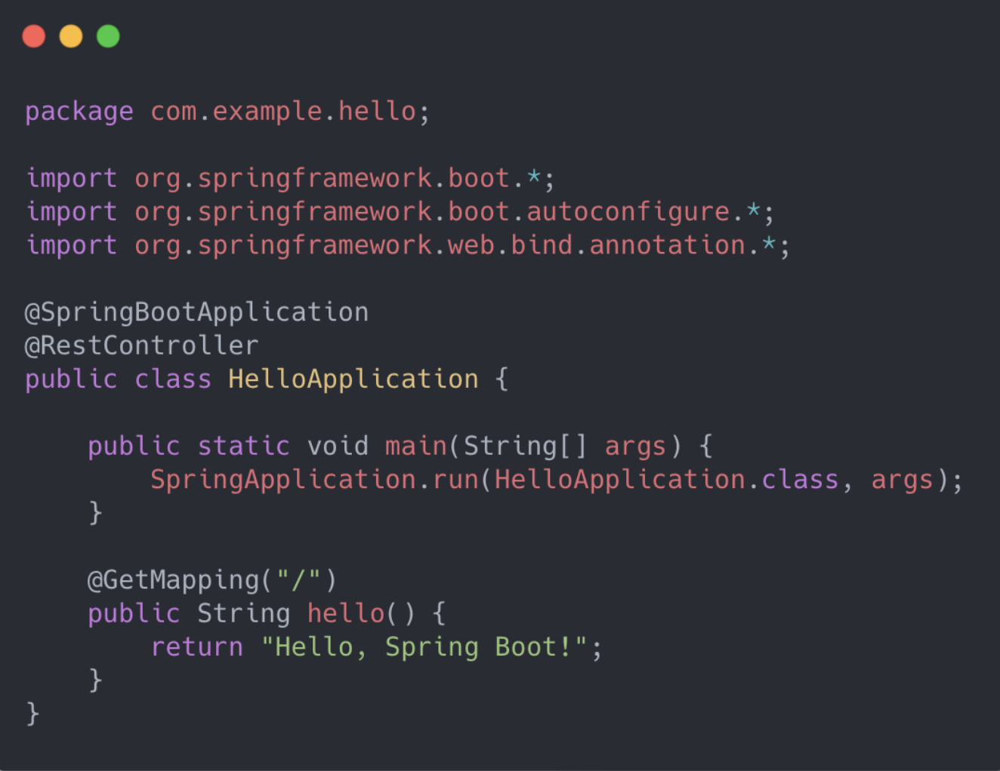 package com.example.hello;
import org.springframework.boot.*;
import org.springframework.boot.autoconfigure.*;
import org.springframework.web.bind.annotation.*;
@SpringBootApplication
@RestController
public class HelloApplication {
    public static void main(String[] args) {
        SpringApplication.run(HelloApplication.class, args);
    }
    @GetMapping("/")
    public String hello() {
        return "Hello, Spring Boot!";
    }
}